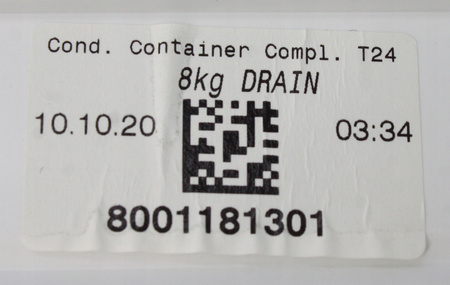 Cond. Container Compl. T24
8kg DRAIN
10.10.20 03:34
8001181301